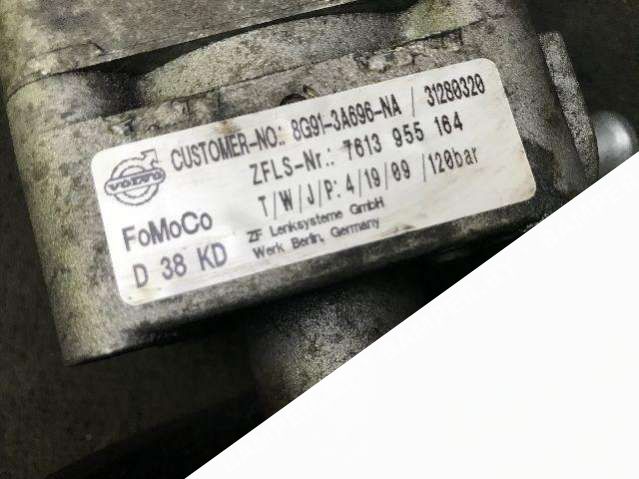 CUSTOMER-NO.: 8G91-3A696-NA / 31280320
ZFLS-Nr.: 7613 955 164
T/W/J/P: 4/19/09 /120bar
ZF Lenksysteme GmbH
Werk Berlin, Germany
VOLVO
FoMoCo
D 38 KD